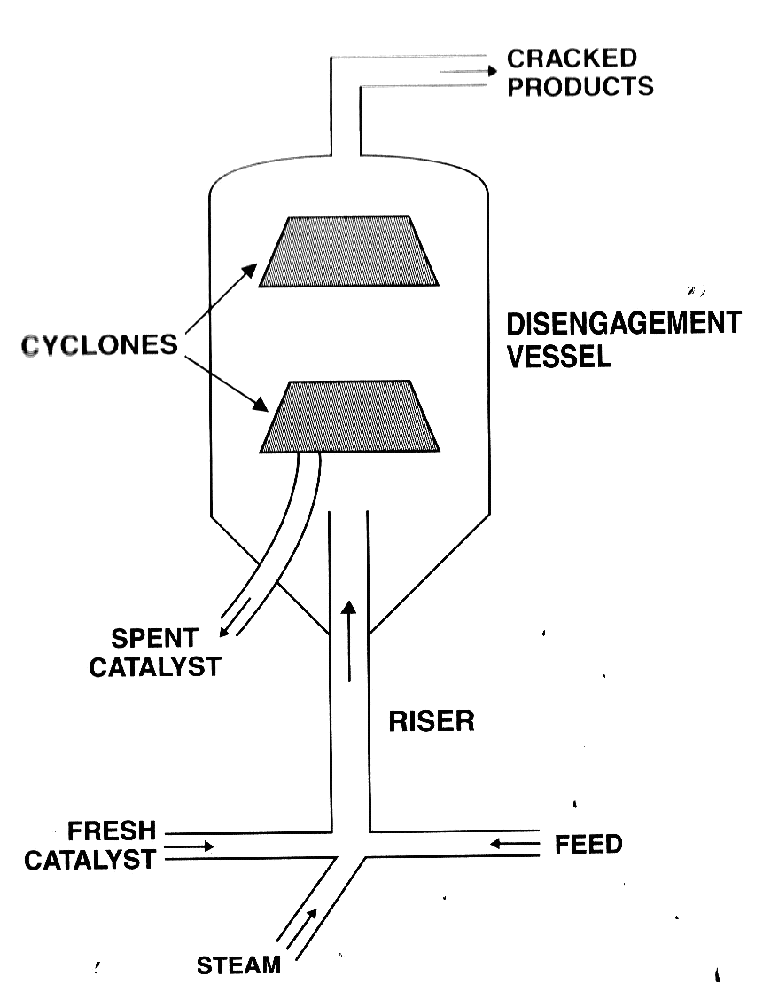 CRACKED
PRODUCTS
CYCLONES
DISENGAGEMENT
VESSEL
SPENT
CATALYST
RISER
FRESH
CATALYST
FEED
STEAM